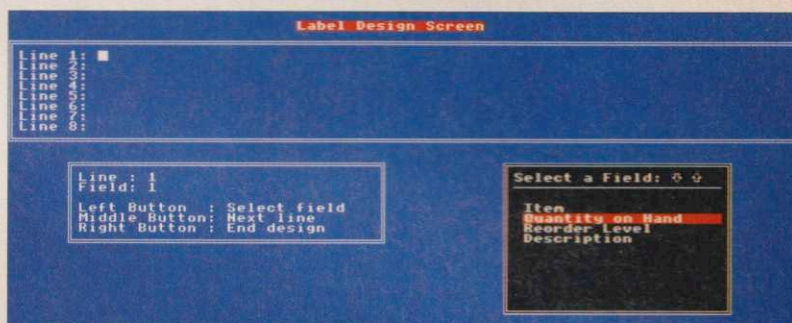 Label Design Screen
Line 1:
Line 2:
Line 3:
Line 4:
Line 5:
Line 6:
Line 7:
Line 8:
Line : 1
Field: 1
Left Button : Select field
Middle Button: Next line
Right Button : End design
Select a Field:
Item
Quantity on Hand
Reorder Level
Description